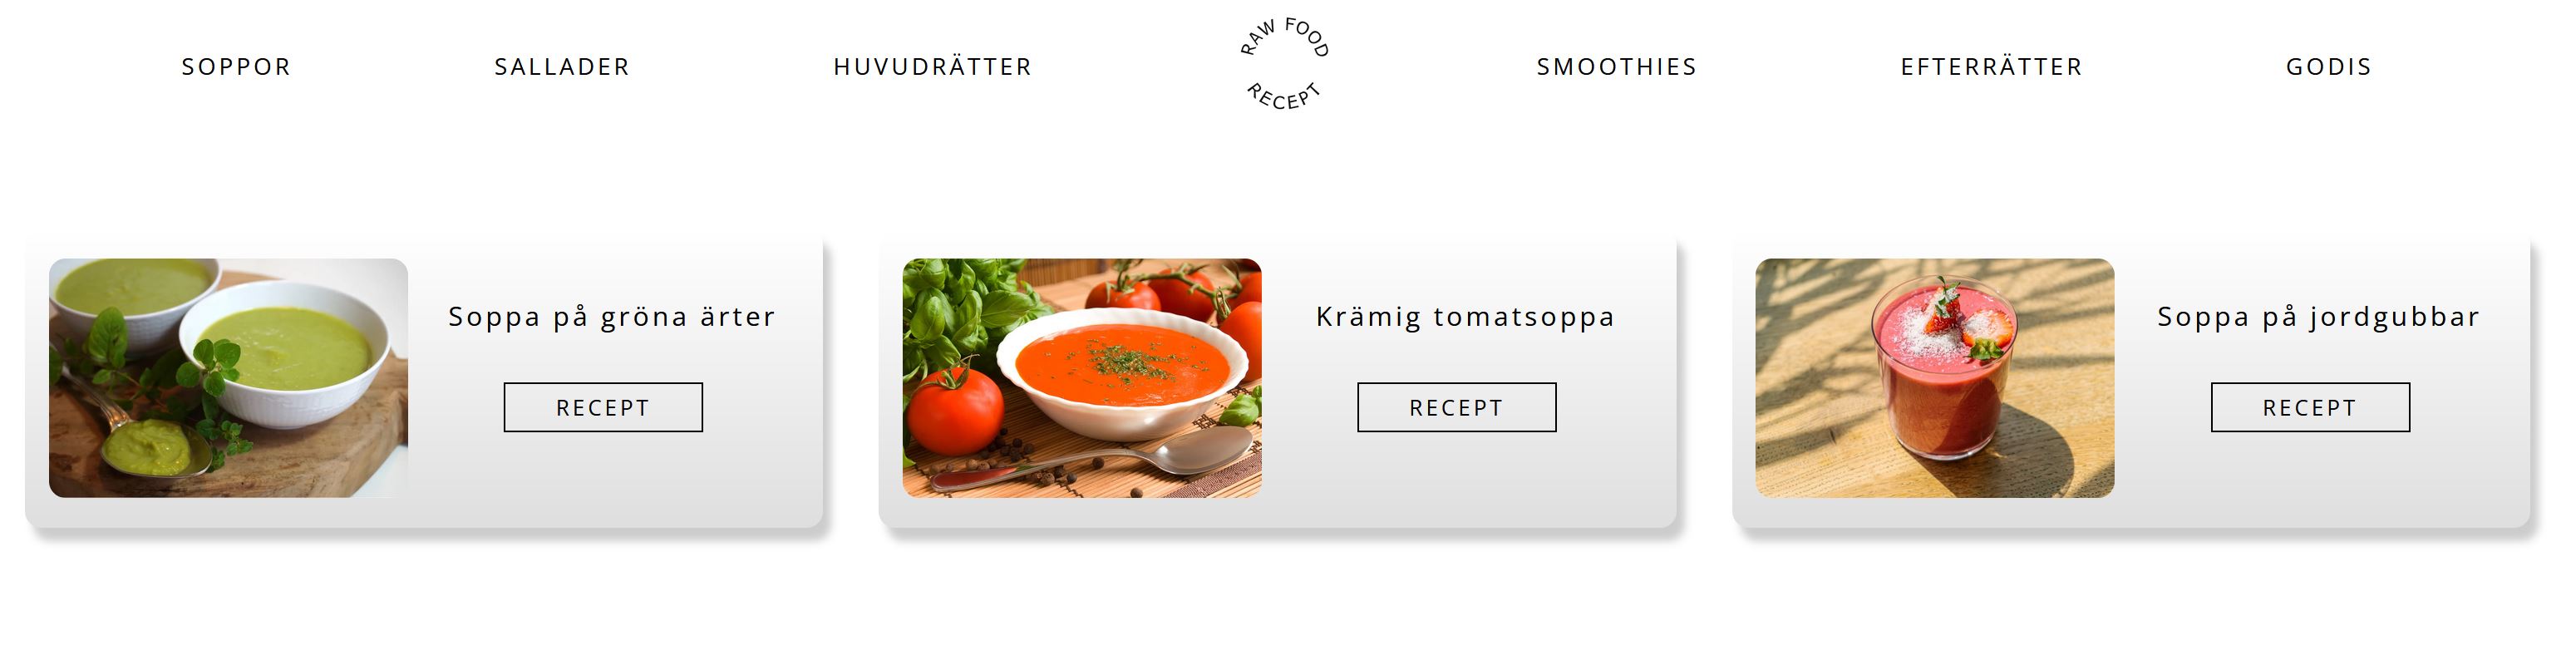 SOPPOR
SALLADER
HUVUDRÄTTER
RAW FOOD
RECEPT
SMOOTHIES
EFTERRÄTTER
GODIS
Soppa på gröna ärter
RECEPT
Krämig tomatsoppa
RECEPT
Soppa på jordgubbar
RECEPT